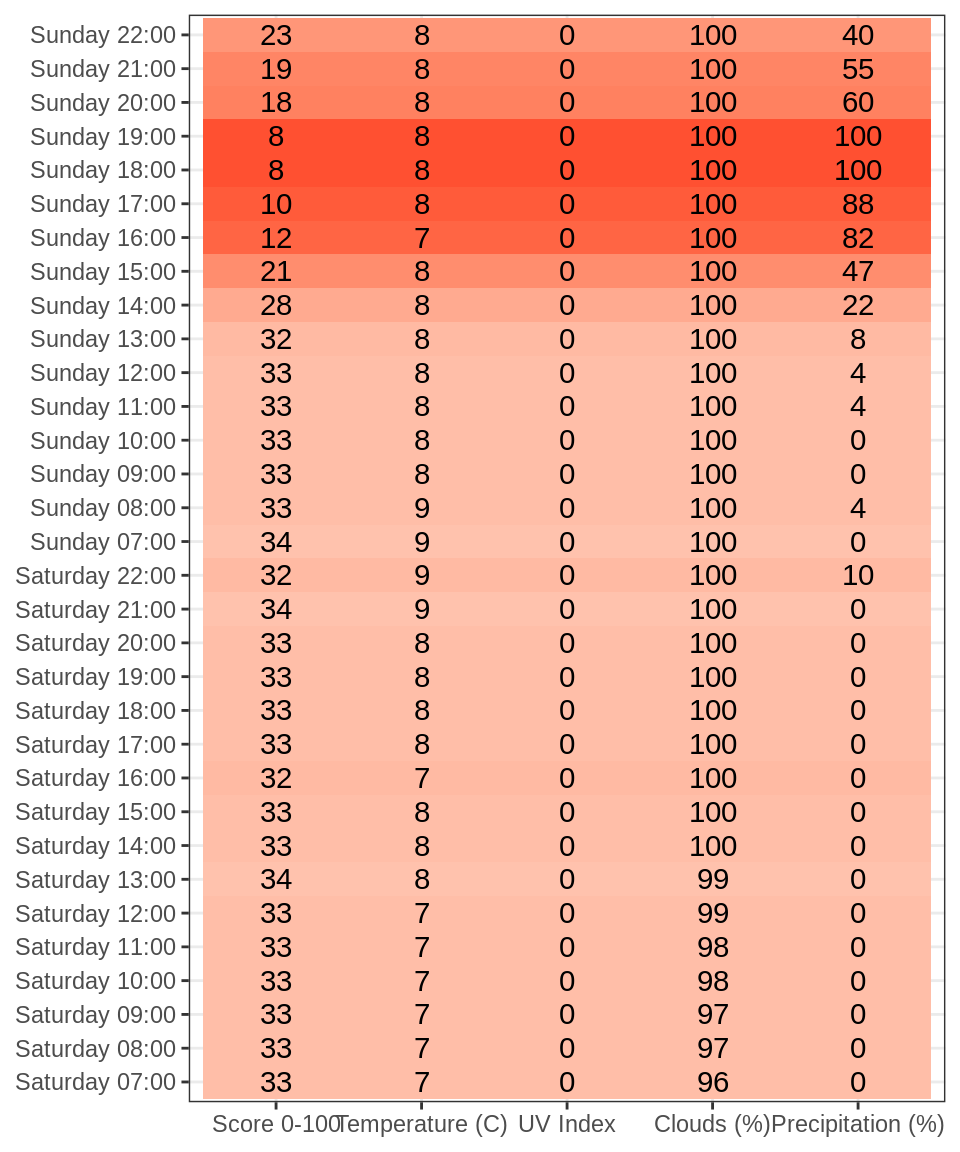 Sunday 22:00 23 8 0 100 40
Sunday 21:00 19 8 0 100 55
Sunday 20:00 18 8 0 100 60
Sunday 19:00 8 8 0 100 100
Sunday 18:00 8 8 0 100 100
Sunday 17:00 10 8 0 100 88
Sunday 16:00 12 7 0 100 82
Sunday 15:00 21 8 0 100 47
Sunday 14:00 28 8 0 100 22
Sunday 13:00 32 8 0 100 8
Sunday 12:00 33 8 0 100 4
Sunday 11:00 33 8 0 100 4
Sunday 10:00 33 8 0 100 0
Sunday 09:00 33 8 0 100 0
Sunday 08:00 33 9 0 100 4
Sunday 07:00 34 9 0 100 0
Saturday 22:00 32 9 0 100 10
Saturday 21:00 34 9 0 100 0
Saturday 20:00 33 8 0 100 0
Saturday 19:00 33 8 0 100 0
Saturday 18:00 33 8 0 100 0
Saturday 17:00 33 8 0 100 0
Saturday 16:00 32 7 0 100 0
Saturday 15:00 33 8 0 100 0
Saturday 14:00 33 8 0 100 0
Saturday 13:00 34 8 0 99 0
Saturday 12:00 33 7 0 99 0
Saturday 11:00 33 7 0 98 0
Saturday 10:00 33 7 0 98 0
Saturday 09:00 33 7 0 97 0
Saturday 08:00 33 7 0 97 0
Saturday 07:00 33 7 0 96 0
Score 0-100 Temperature (C) UV Index Clouds (%) Precipitation (%)